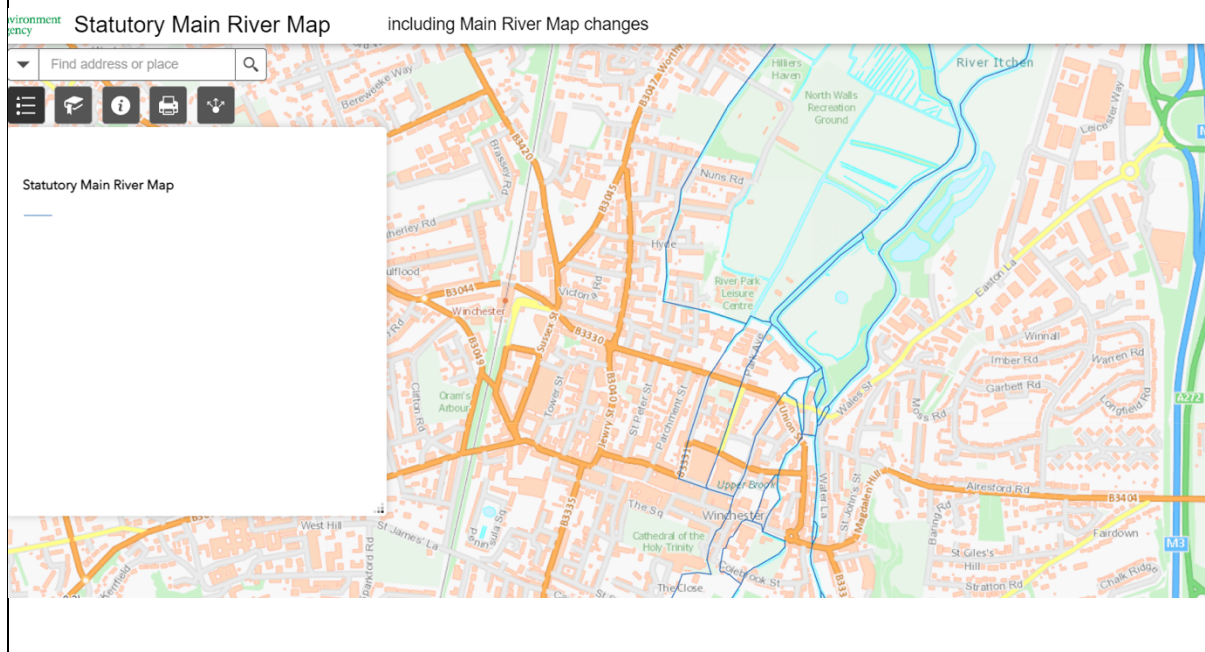 Statutory Main River Map
including Main River Map changes
Find address or place
Statutory Main River Map
Hilliers
Haven
River Itchen
North Walls
Recreation
Ground
Bereweeke Way
B3047 Worthy
Leicester Way
B3420
Brassey Rd
B3045
Nuns Rd
Hyde
River Park
Leisure
Centre
Easton La
B3044
Victoria Rd
Winchester
Sussex St
B3330
B3049
Park Ave
Winnall
Imber Rd
Warren Rd
Garbett Rd
Longfield Rd
A272
Oram's
Arbour
Clifton Rd
Tower St
Jewry St
B3040
St Peter St
Parchment St
Union St
Wales St
Moss Rd
B3331
Upper Brook
Water La
St John's St
Magdalen Hill
Alresford Rd
B3404
Baring Rd
The Sq
Winchester
Cathedral of the
Holy Trinity
West Hill
St James' La
B3335
Fairdown
M3
St Giles's
Hill
Chalk Ridge
Colebrook St
The Close
Stratton Rd